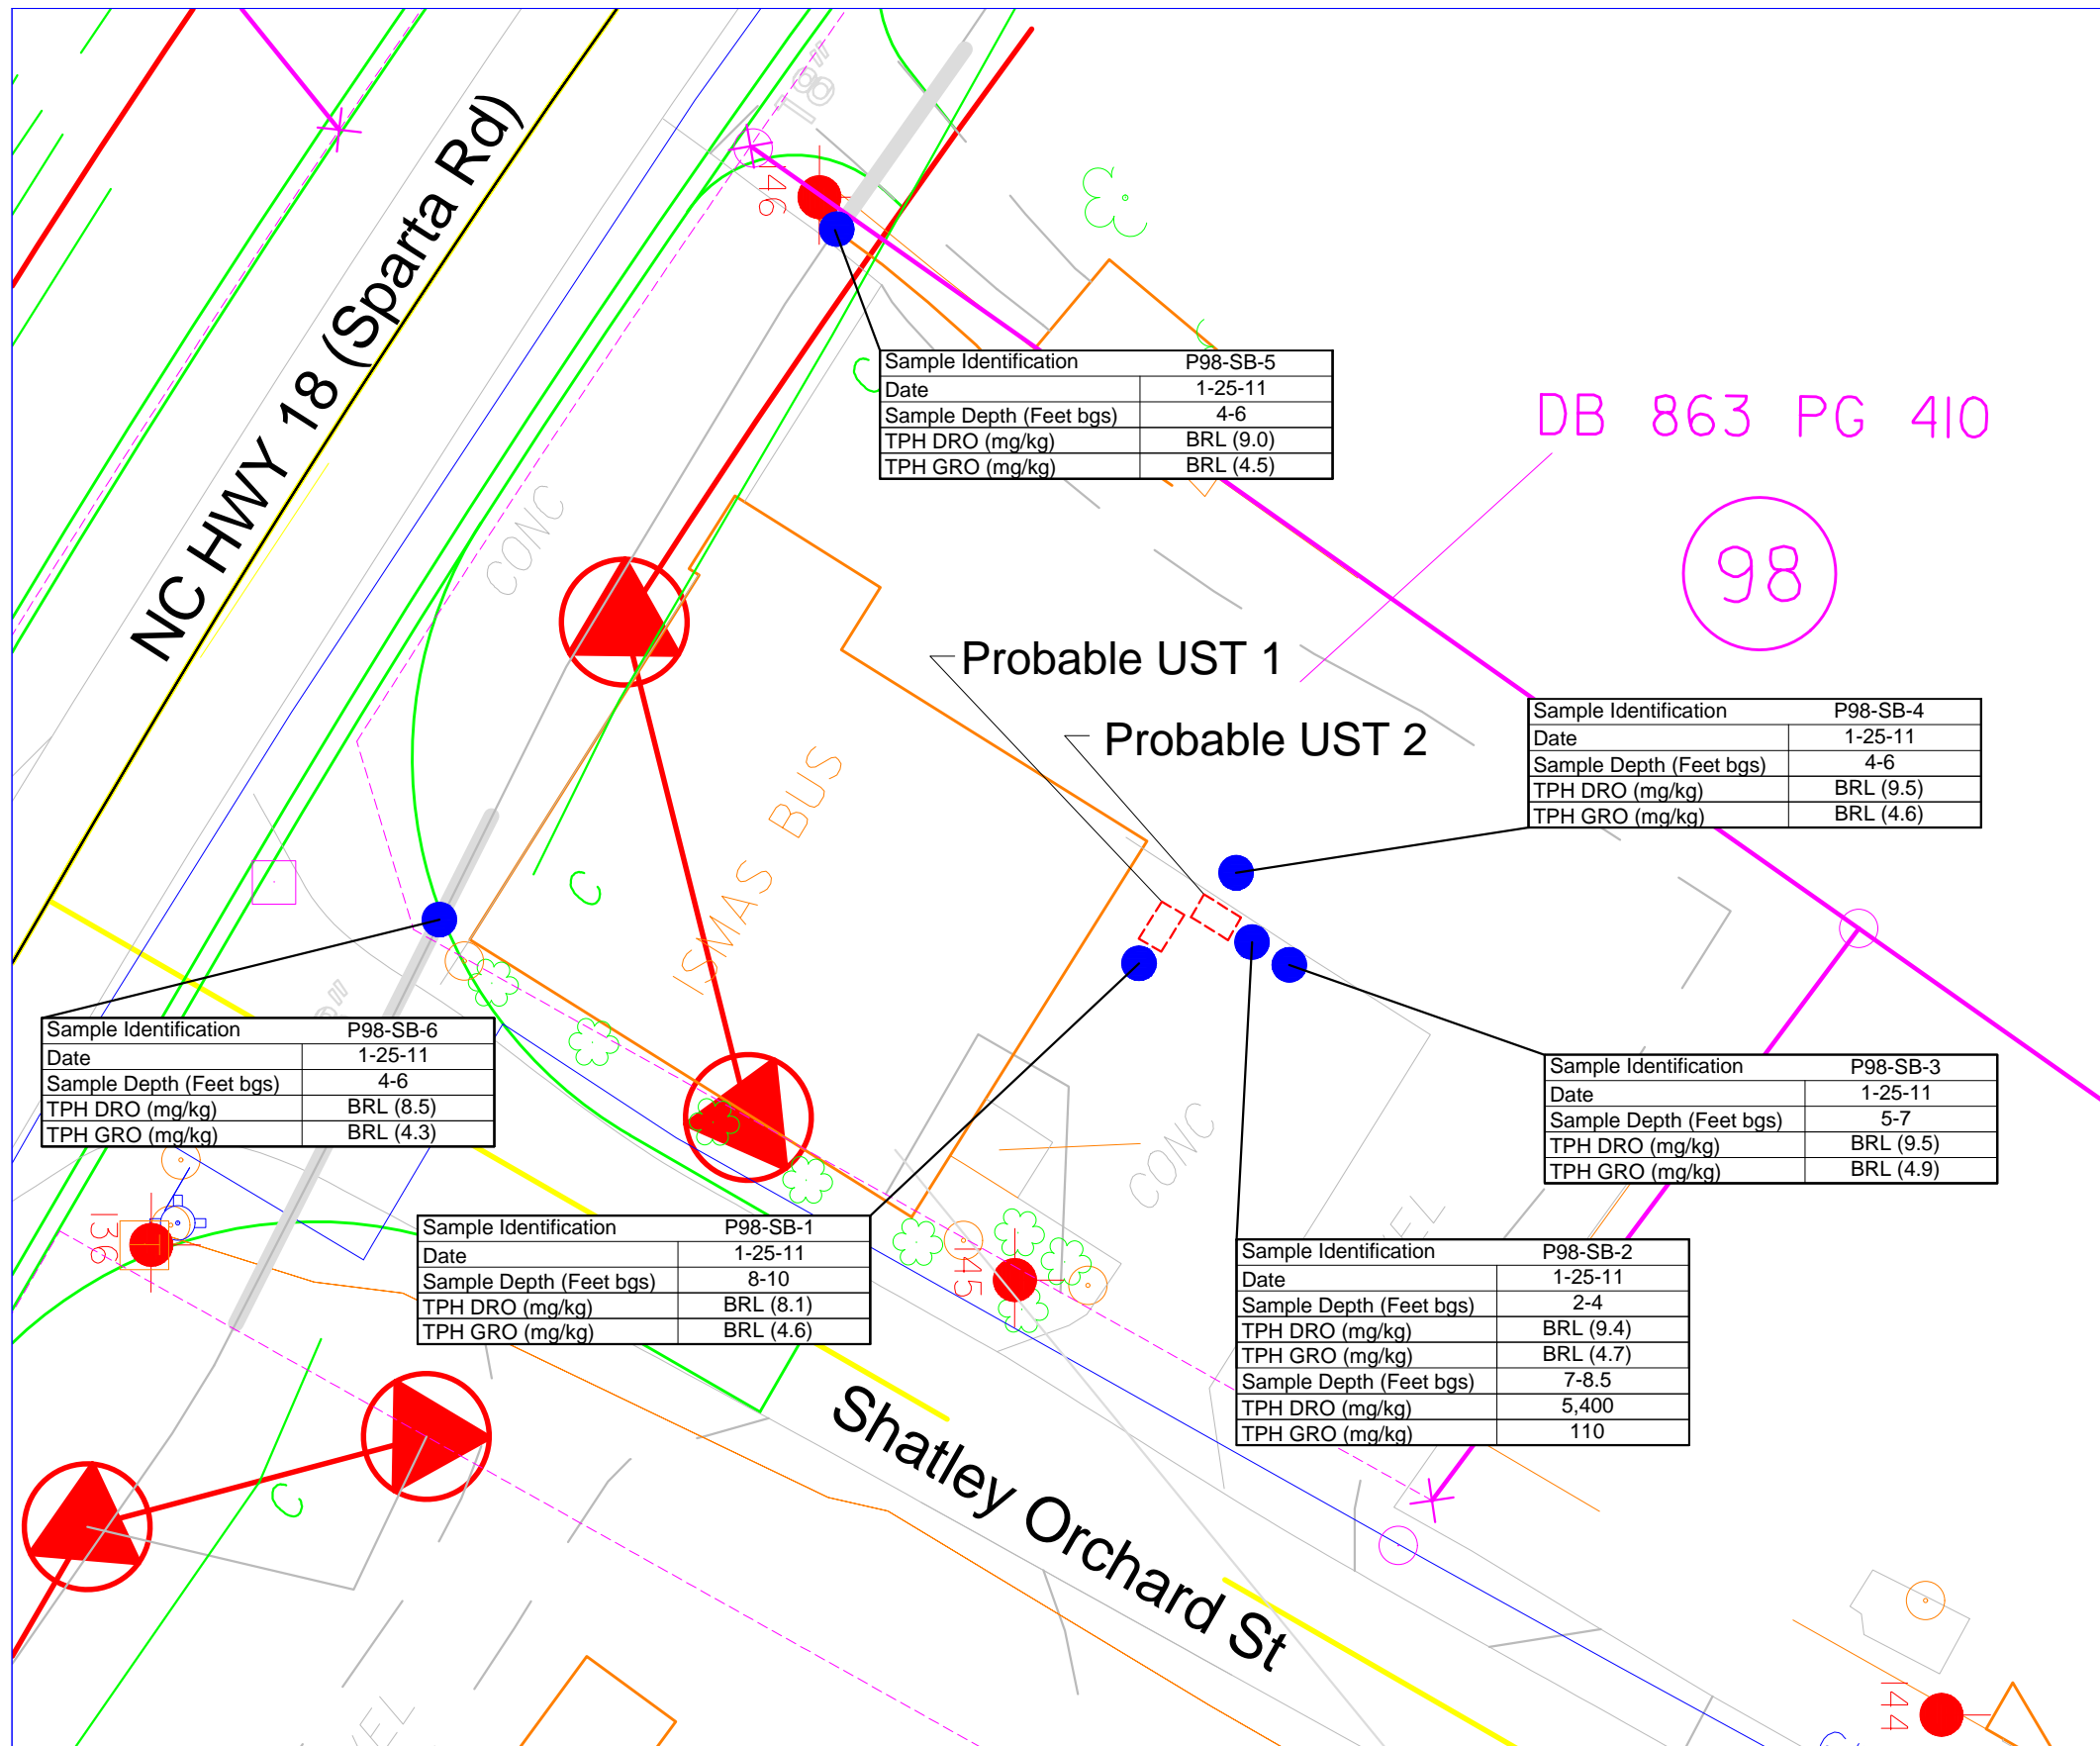 18"
NC HWY 18 (Sparta Rd)
146
Sample Identification P98-SB-5
Date 1-25-11
Sample Depth (Feet bgs) 4-6
TPH DRO (mg/kg) BRL (9.0)
TPH GRO (mg/kg) BRL (4.5)
C
DB 863 PG 410
98
CONC
Probable UST 1
Probable UST 2
Sample Identification P98-SB-4
Date 1-25-11
Sample Depth (Feet bgs) 4-6
TPH DRO (mg/kg) BRL (9.5)
TPH GRO (mg/kg) BRL (4.6)
ISMAS BUS
C
Sample Identification P98-SB-6
Date 1-25-11
Sample Depth (Feet bgs) 4-6
TPH DRO (mg/kg) BRL (8.5)
TPH GRO (mg/kg) BRL (4.3)
Sample Identification P98-SB-3
Date 1-25-11
Sample Depth (Feet bgs) 5-7
TPH DRO (mg/kg) BRL (9.5)
TPH GRO (mg/kg) BRL (4.9)
CONC
136
Sample Identification P98-SB-1
Date 1-25-11
Sample Depth (Feet bgs) 8-10
TPH DRO (mg/kg) BRL (8.1)
TPH GRO (mg/kg) BRL (4.6)
145
Sample Identification P98-SB-2
Date 1-25-11
Sample Depth (Feet bgs) 2-4
TPH DRO (mg/kg) BRL (9.4)
TPH GRO (mg/kg) BRL (4.7)
Sample Depth (Feet bgs) 7-8.5
TPH DRO (mg/kg) 5,400
TPH GRO (mg/kg) 110
C
Shatley Orchard St
144